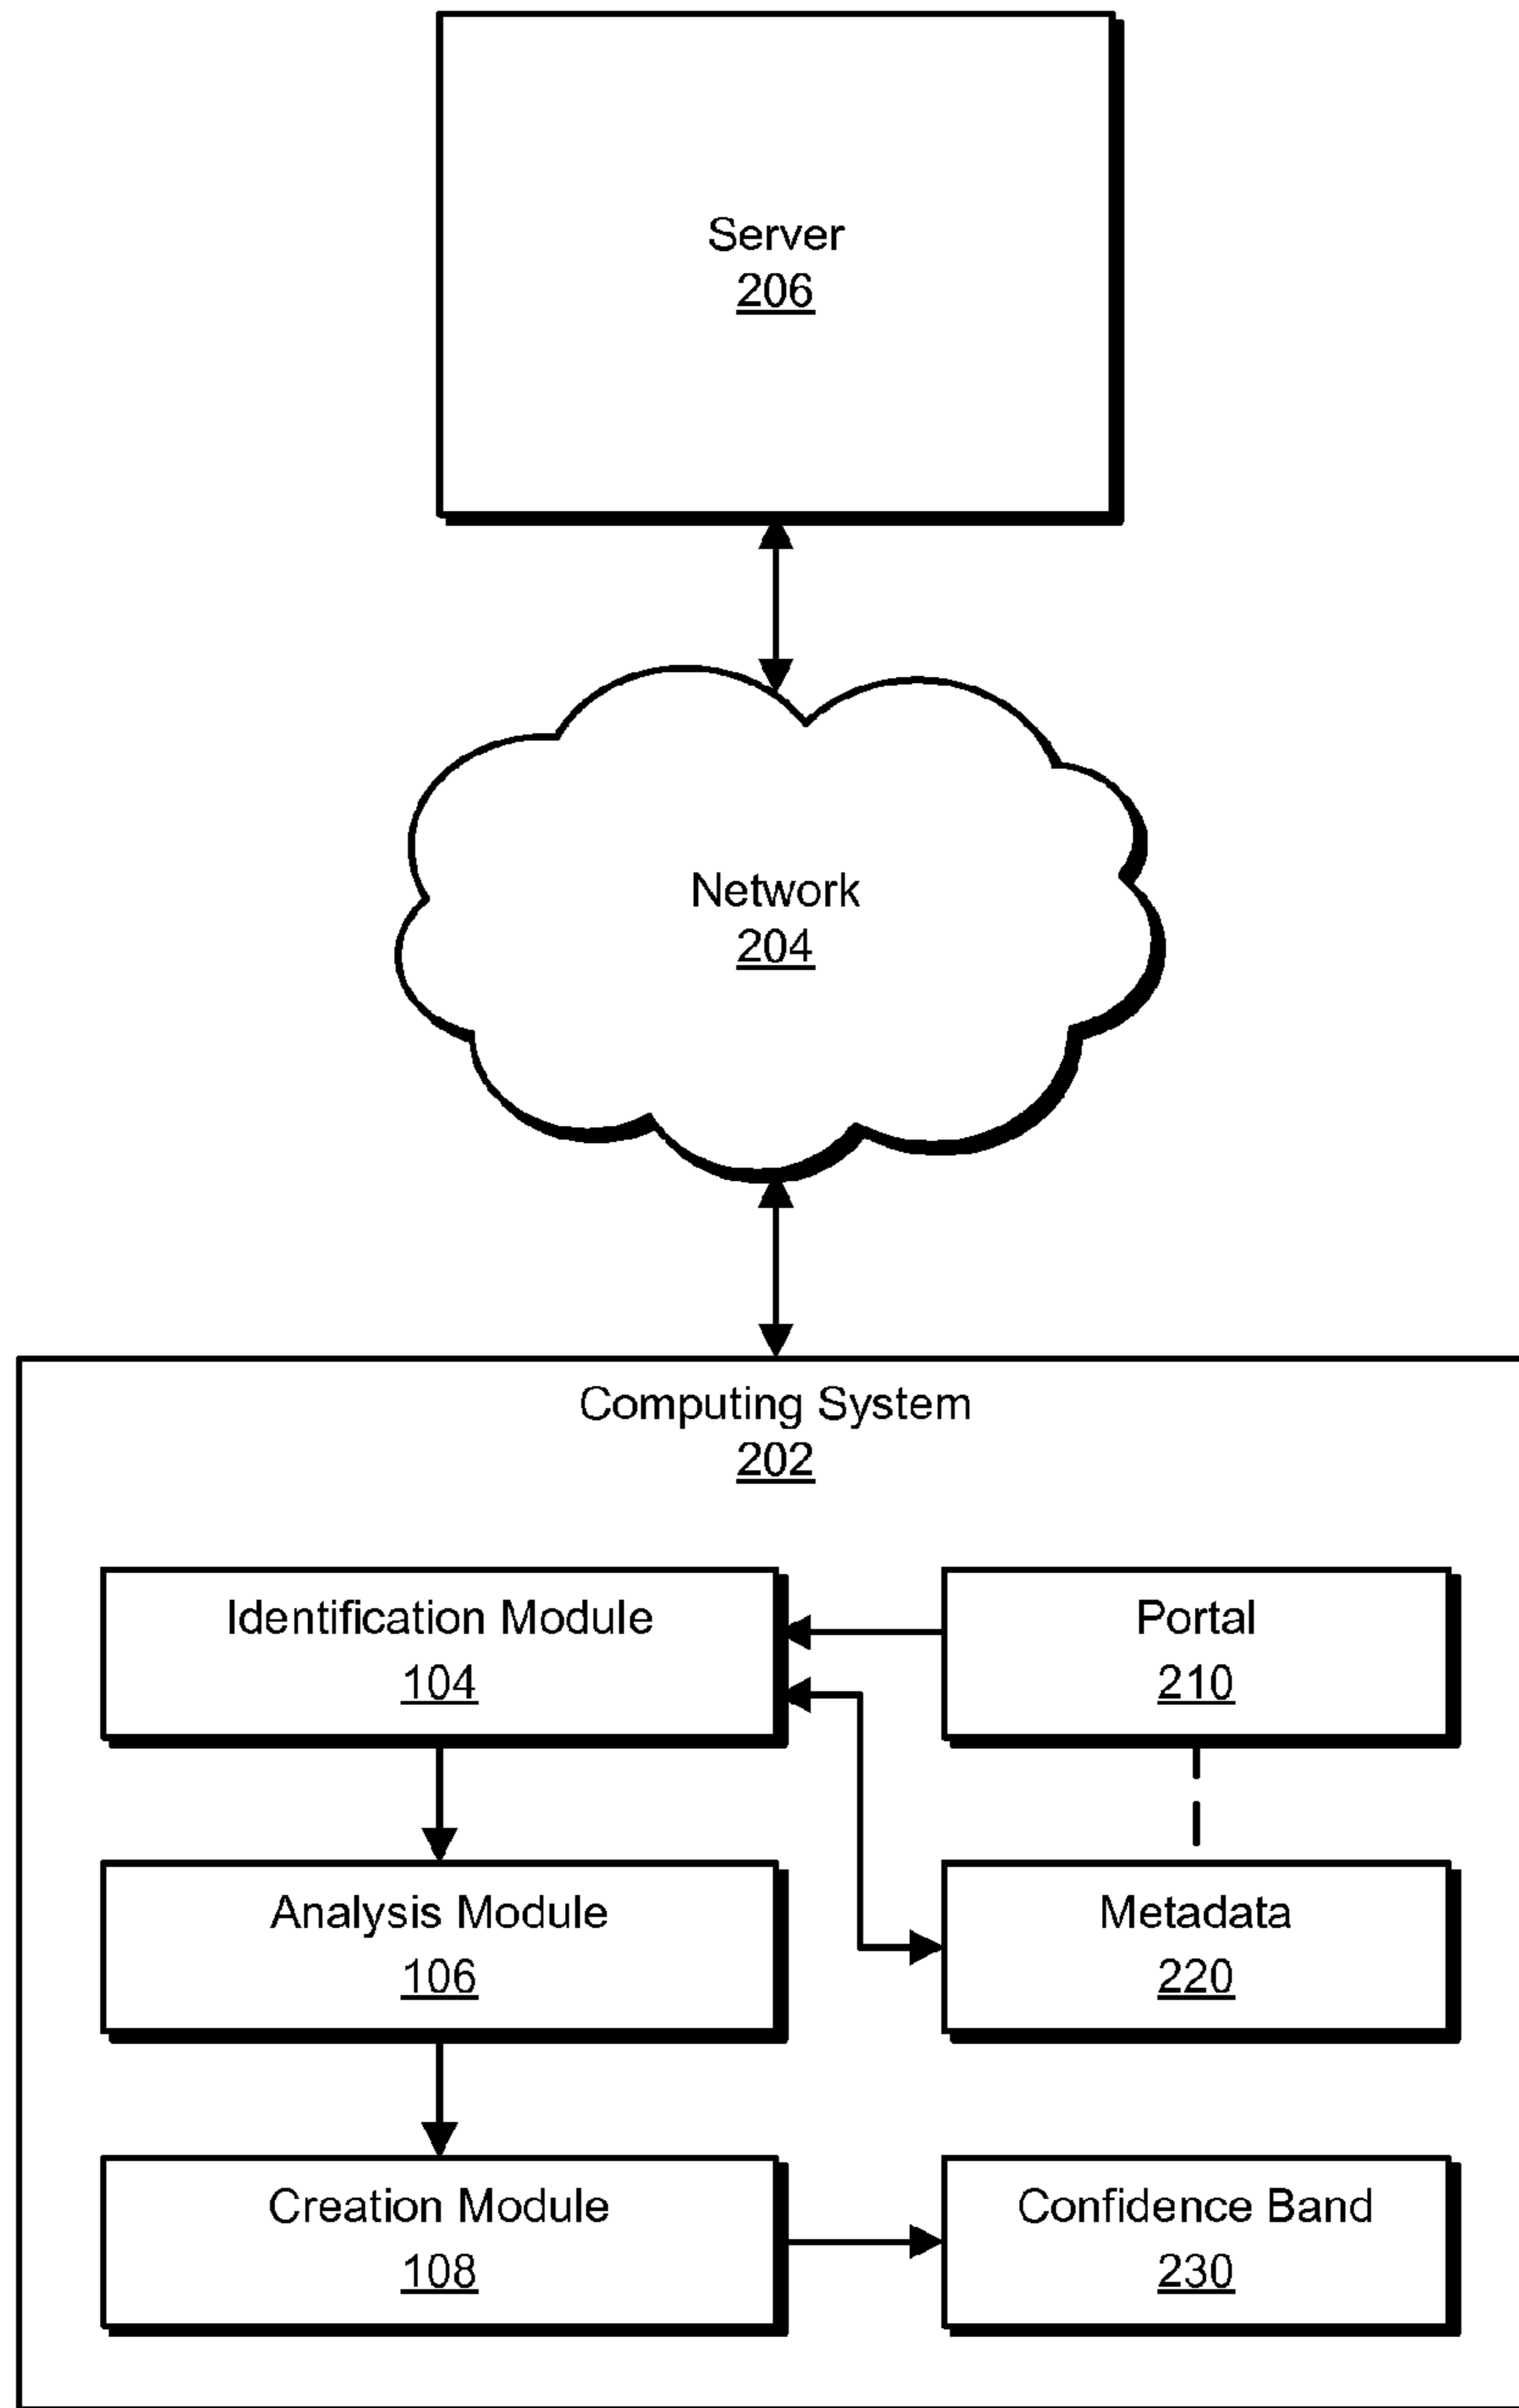 Server
206
Network
204
Computing System
202
Identification Module
104
Portal
210
Analysis Module
106
Metadata
220
Creation Module
108
Confidence Band
230